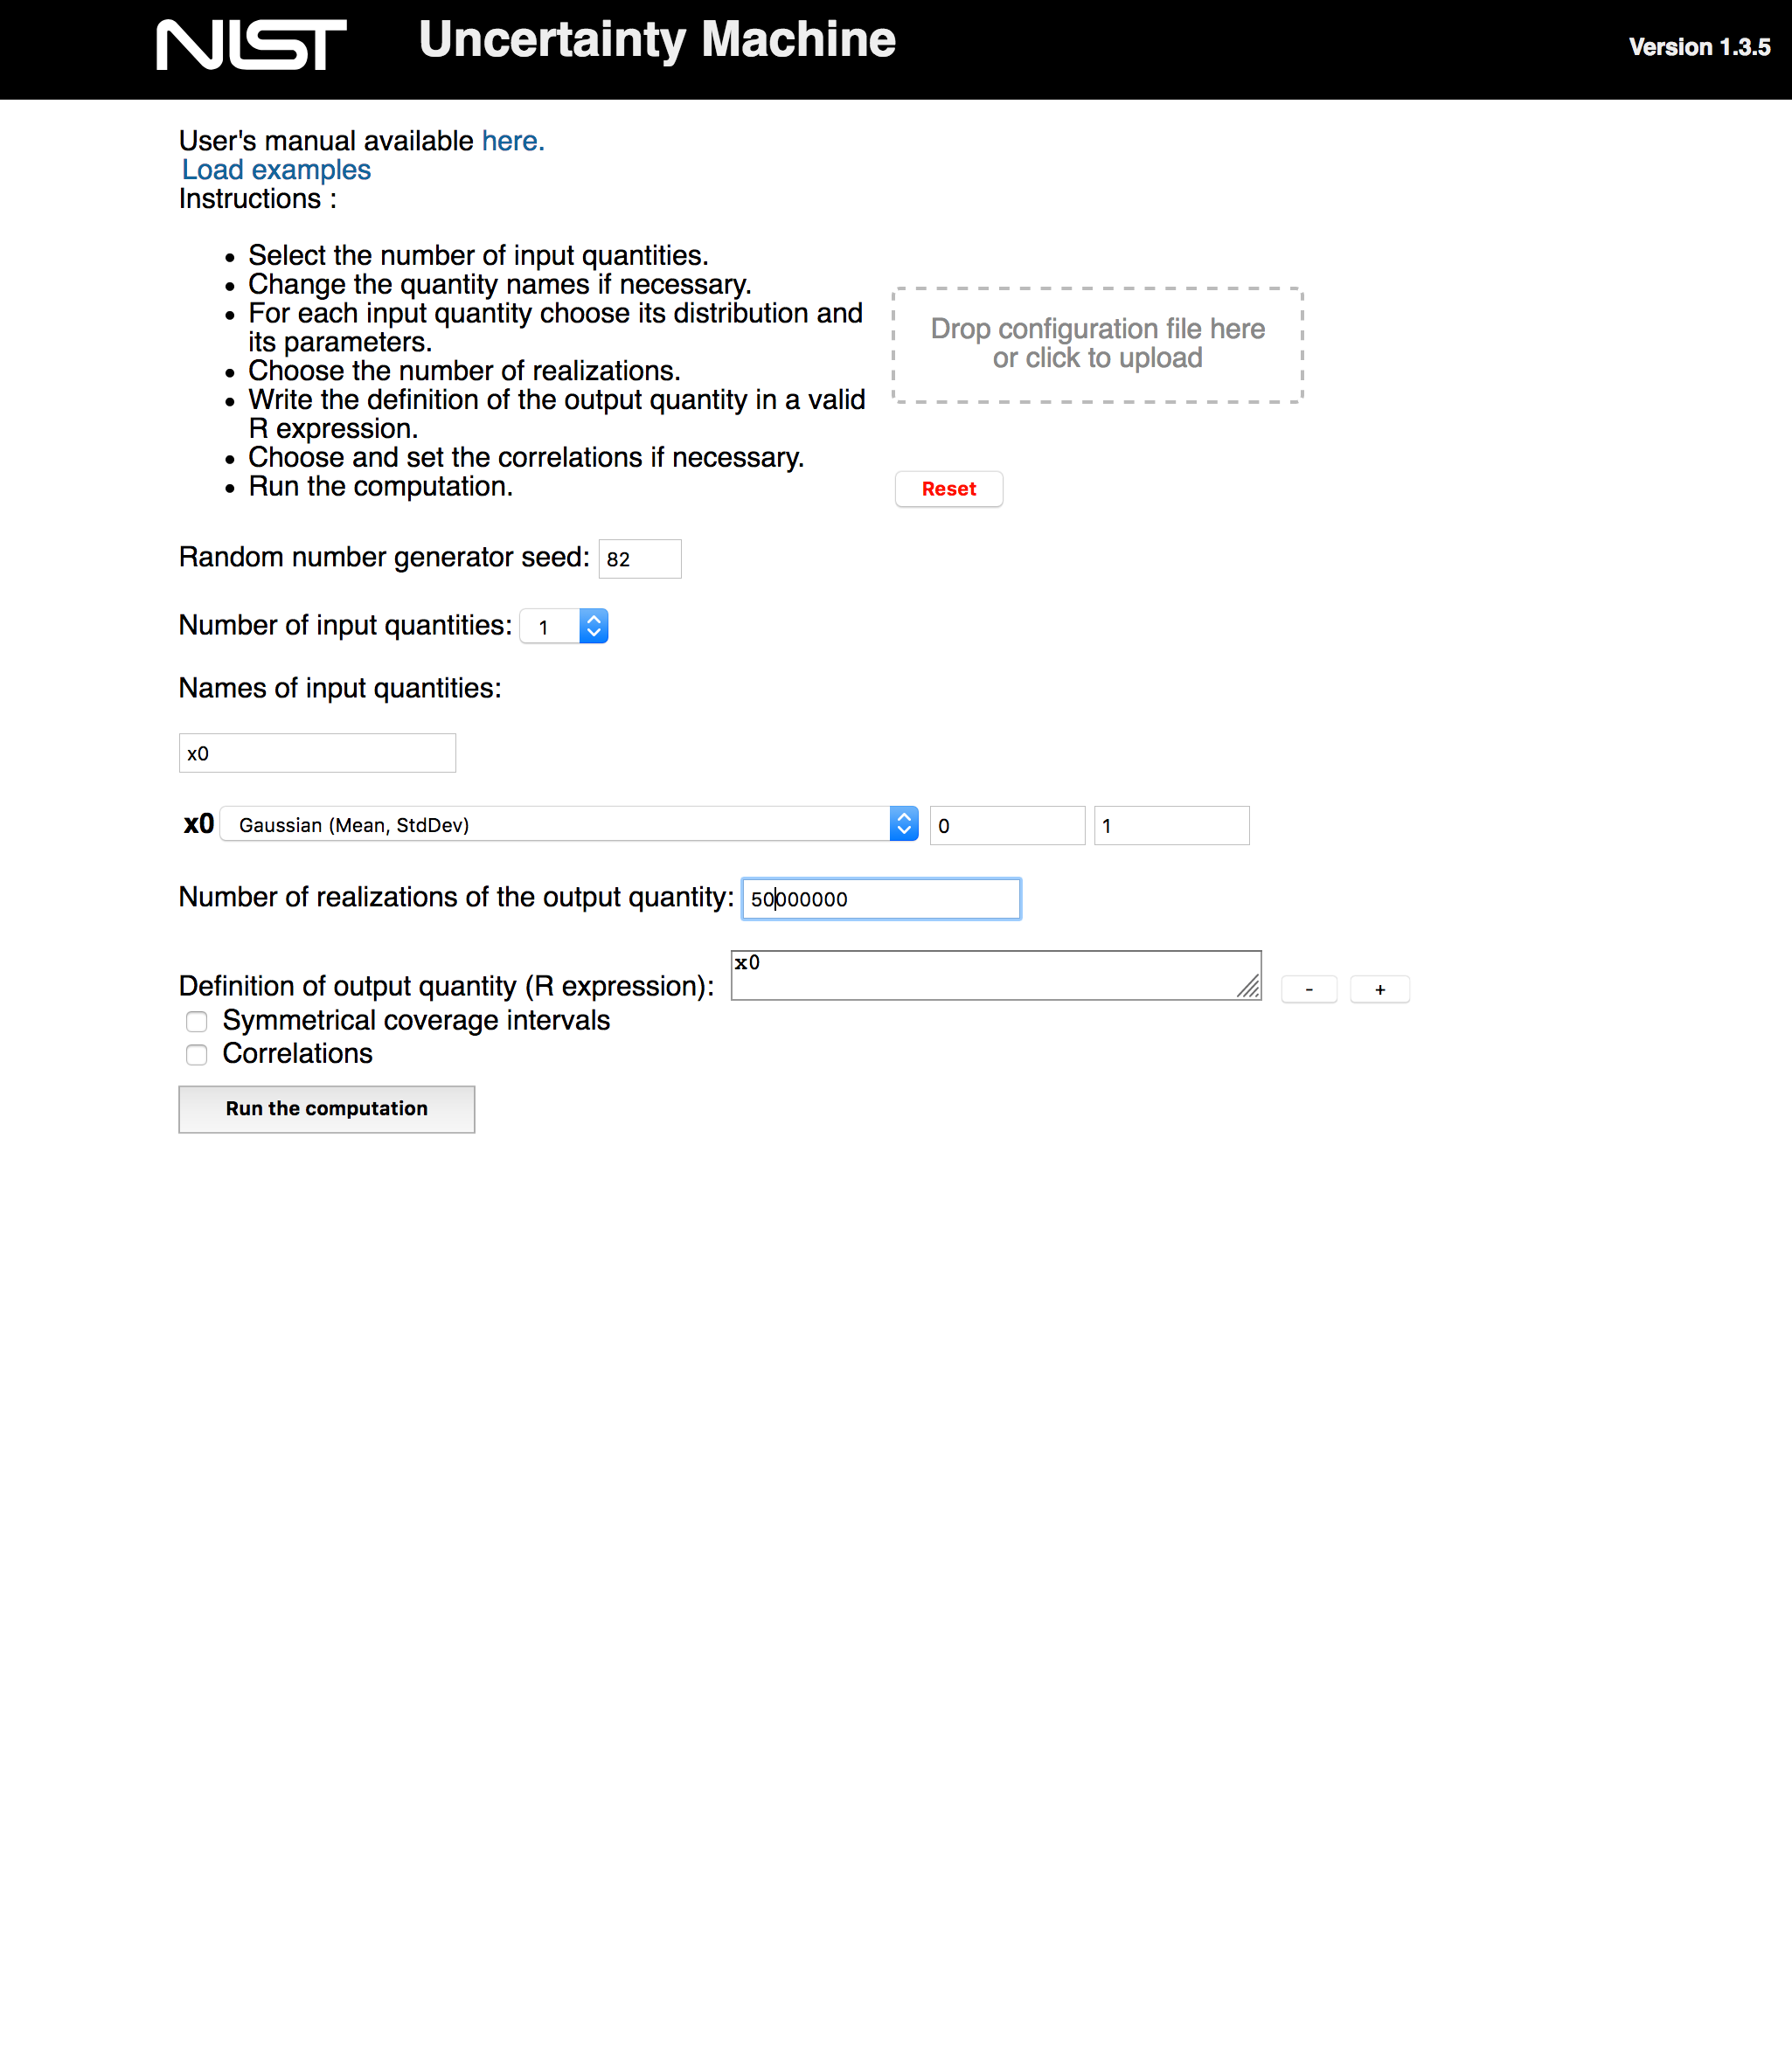 NIST Uncertainty Machine Version 1.3.5
User's manual available here.
Load examples
Instructions :
• Select the number of input quantities.
• Change the quantity names if necessary.
• For each input quantity choose its distribution and
its parameters.
• Choose the number of realizations.
• Write the definition of the output quantity in a valid
R expression.
• Choose and set the correlations if necessary.
• Run the computation.
Drop configuration file here
or click to upload
Reset
Random number generator seed: 82
Number of input quantities: 1
Names of input quantities:
x0
x0 Gaussian (Mean, StdDev) 0 1
Number of realizations of the output quantity: 50000000
Definition of output quantity (R expression): x0 - +
Symmetrical coverage intervals
Correlations
Run the computation